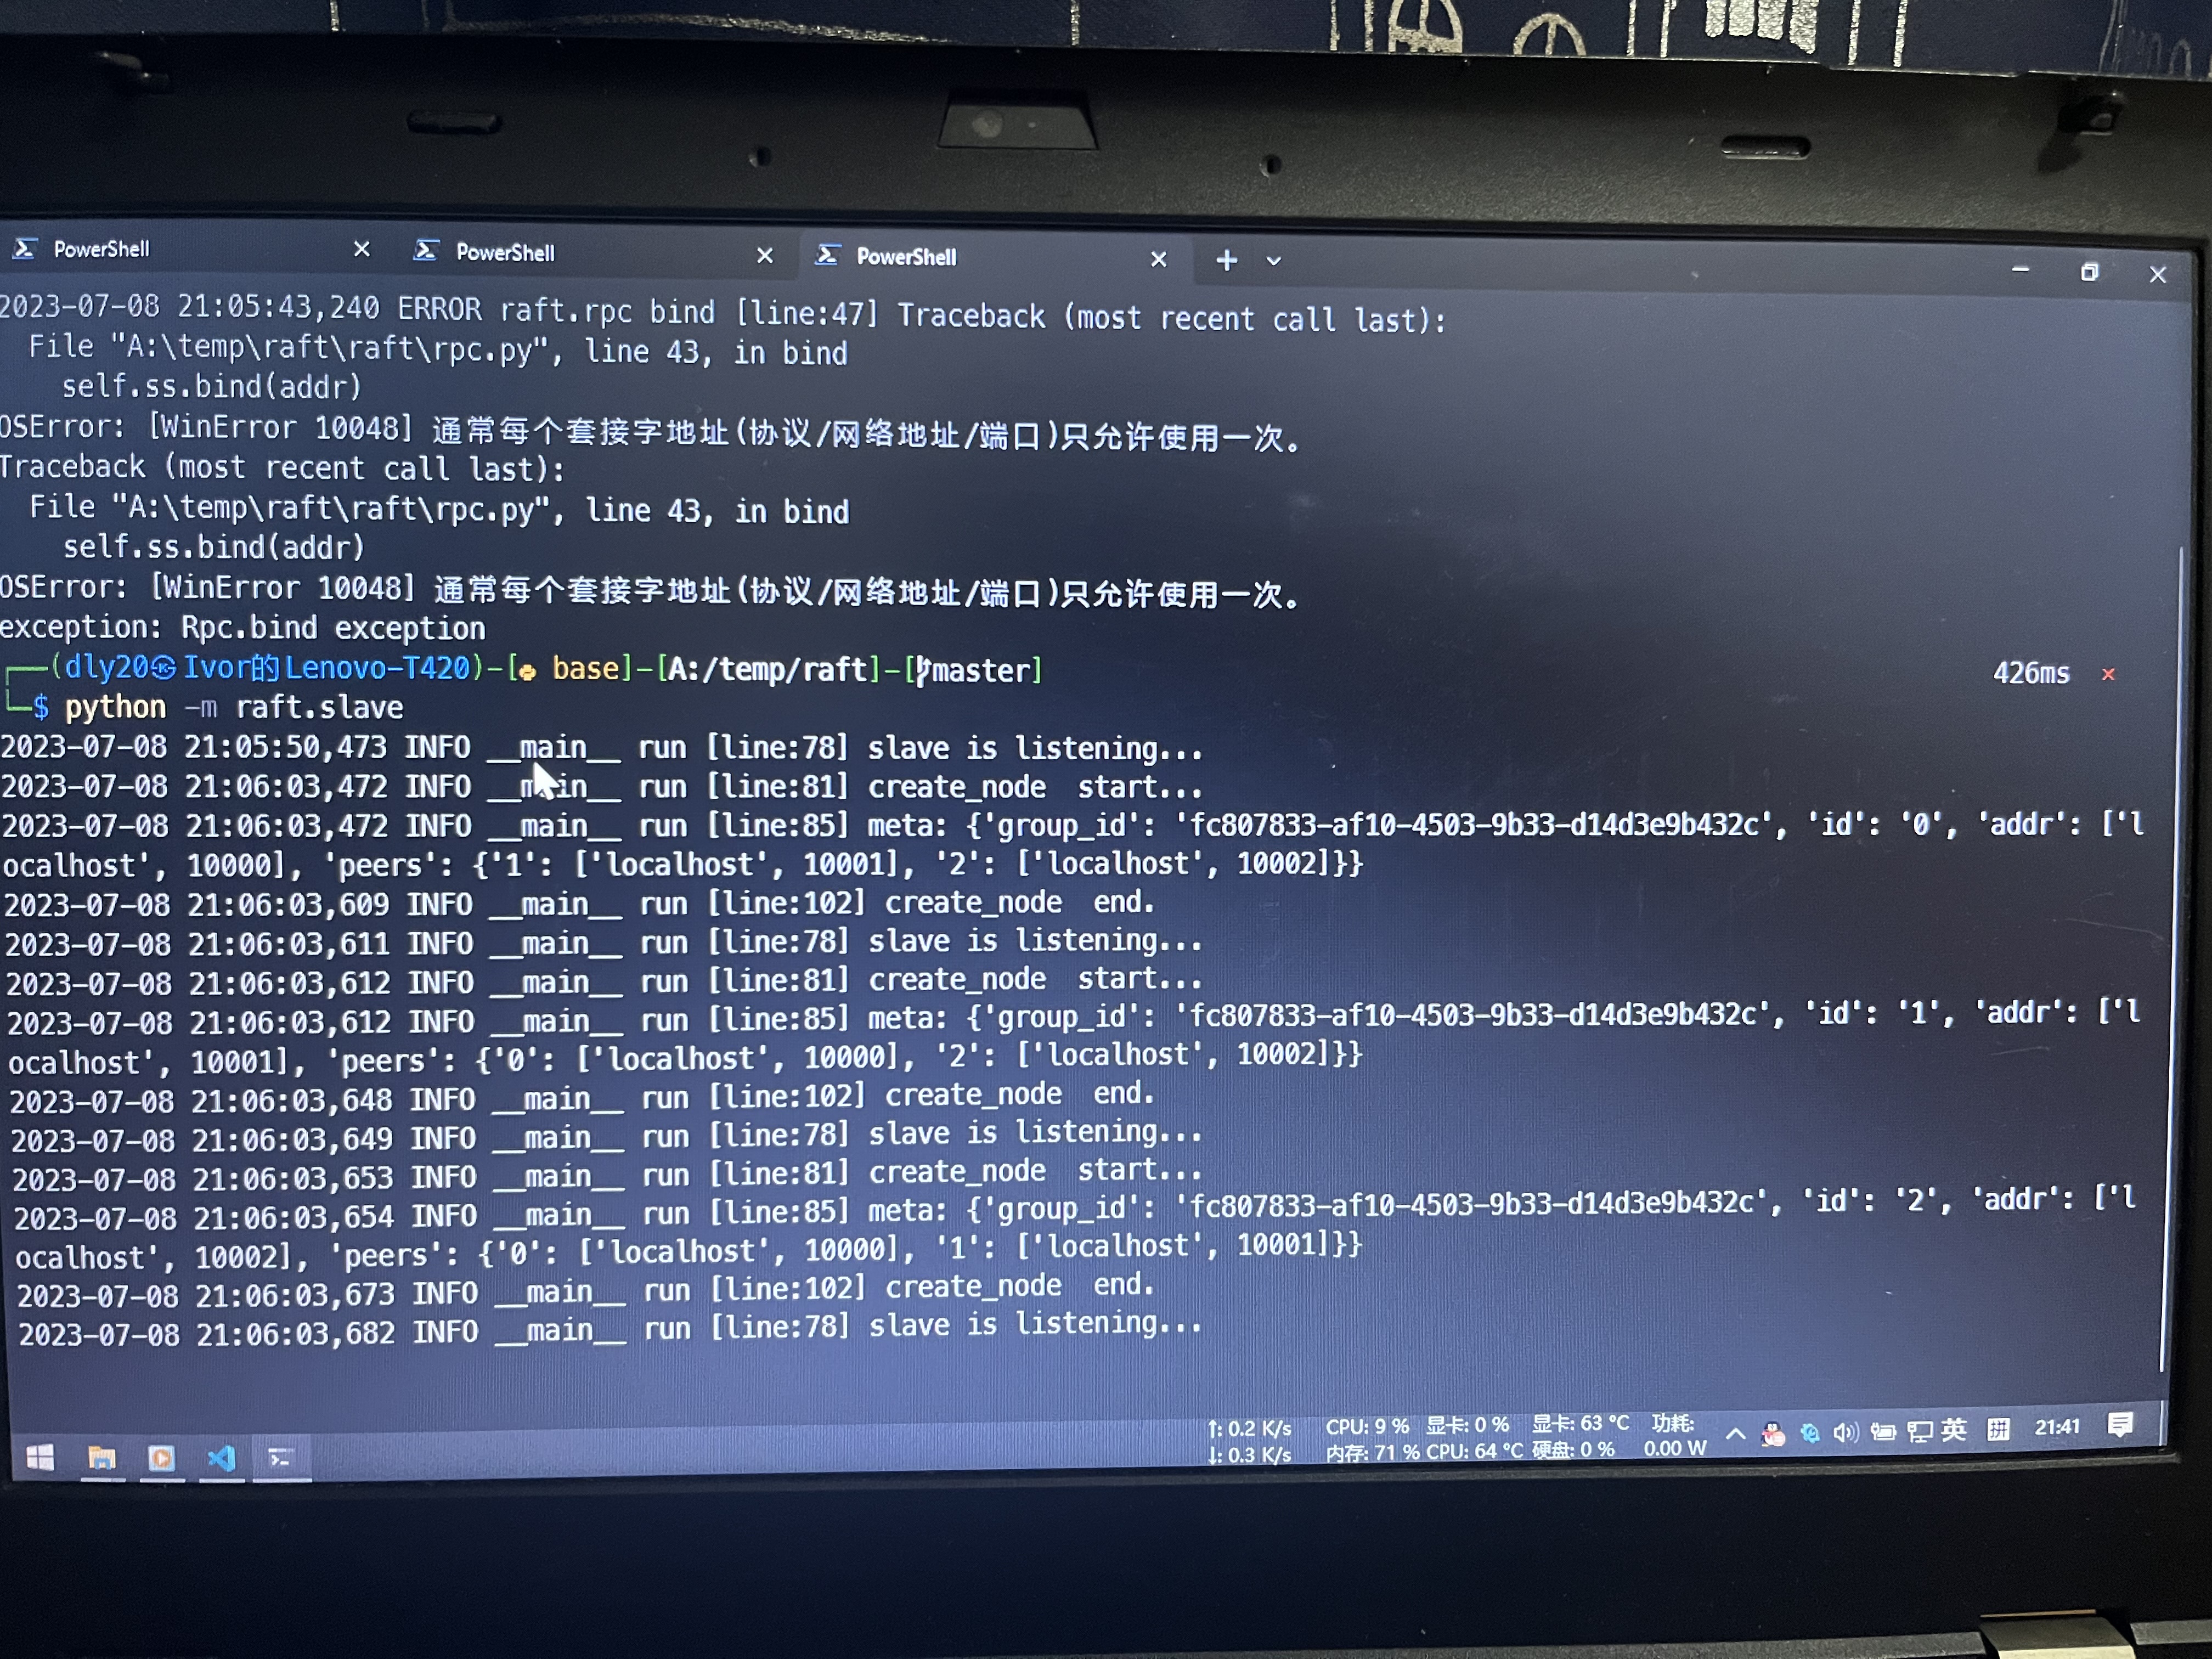 PowerShell
PowerShell
PowerShell
2023-07-08 21:05:43,240 ERROR raft.rpc bind [line:47] Traceback (most recent call last):
File "A:\temp\raft\raft\rpc.py", line 43, in bind
self.ss.bind(addr)
OSError: [WinError 10048] 通常每个套接字地址(协议/网络地址/端口)只允许使用一次。
Traceback (most recent call last):
File "A:\temp\raft\raft\rpc.py", line 43, in bind
self.ss.bind(addr)
OSError: [WinError 10048] 通常每个套接字地址(协议/网络地址/端口)只允许使用一次。
exception: Rpc.bind exception
┌──(dly20㉿Ivor的Lenovo-T420)-[ base]-[A:/temp/raft]-[master] 426ms ×
└─$ python -m raft.slave
2023-07-08 21:05:50,473 INFO __main__ run [line:78] slave is listening...
2023-07-08 21:06:03,472 INFO __main__ run [line:81] create_node  start...
2023-07-08 21:06:03,472 INFO __main__ run [line:85] meta: {'group_id': 'fc807833-af10-4503-9b33-d14d3e9b432c', 'id': '0', 'addr': ['l
ocalhost', 10000], 'peers': {'1': ['localhost', 10001], '2': ['localhost', 10002]}}
2023-07-08 21:06:03,609 INFO __main__ run [line:102] create_node  end.
2023-07-08 21:06:03,611 INFO __main__ run [line:78] slave is listening...
2023-07-08 21:06:03,612 INFO __main__ run [line:81] create_node  start...
2023-07-08 21:06:03,612 INFO __main__ run [line:85] meta: {'group_id': 'fc807833-af10-4503-9b33-d14d3e9b432c', 'id': '1', 'addr': ['l
ocalhost', 10001], 'peers': {'0': ['localhost', 10000], '2': ['localhost', 10002]}}
2023-07-08 21:06:03,648 INFO __main__ run [line:102] create_node  end.
2023-07-08 21:06:03,649 INFO __main__ run [line:78] slave is listening...
2023-07-08 21:06:03,653 INFO __main__ run [line:81] create_node  start...
2023-07-08 21:06:03,654 INFO __main__ run [line:85] meta: {'group_id': 'fc807833-af10-4503-9b33-d14d3e9b432c', 'id': '2', 'addr': ['l
ocalhost', 10002], 'peers': {'0': ['localhost', 10000], '1': ['localhost', 10001]}}
2023-07-08 21:06:03,673 INFO __main__ run [line:102] create_node  end.
2023-07-08 21:06:03,682 INFO __main__ run [line:78] slave is listening...
↑: 0.2 K/s CPU: 9 % 显卡: 0 % 显卡: 63 °C 功耗:
↓: 0.3 K/s 内存: 71 % CPU: 64 °C 硬盘: 0 % 0.00 W
英 拼 21:41